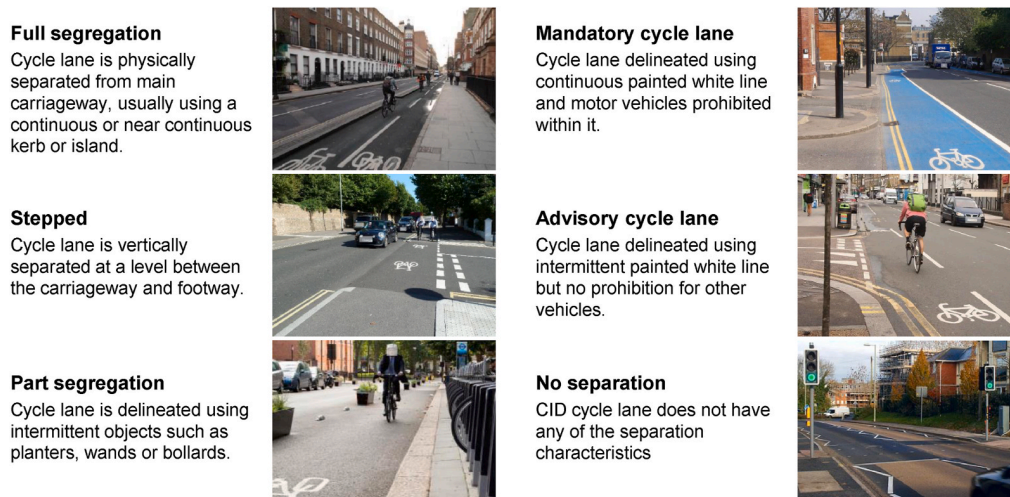 Full segregation
Cycle lane is physically
separated from main
carriageway, usually using a
continuous or near continuous
kerb or island.
Stepped
Cycle lane is vertically
separated at a level between
the carriageway and footway.
Part segregation
Cycle lane is delineated using
intermittent objects such as
planters, wands or bollards.
Mandatory cycle lane
Cycle lane delineated using
continuous painted white line
and motor vehicles prohibited
within it.
Advisory cycle lane
Cycle lane delineated using
intermittent painted white line
but no prohibition for other
vehicles.
No separation
CID cycle lane does not have
any of the separation
characteristics